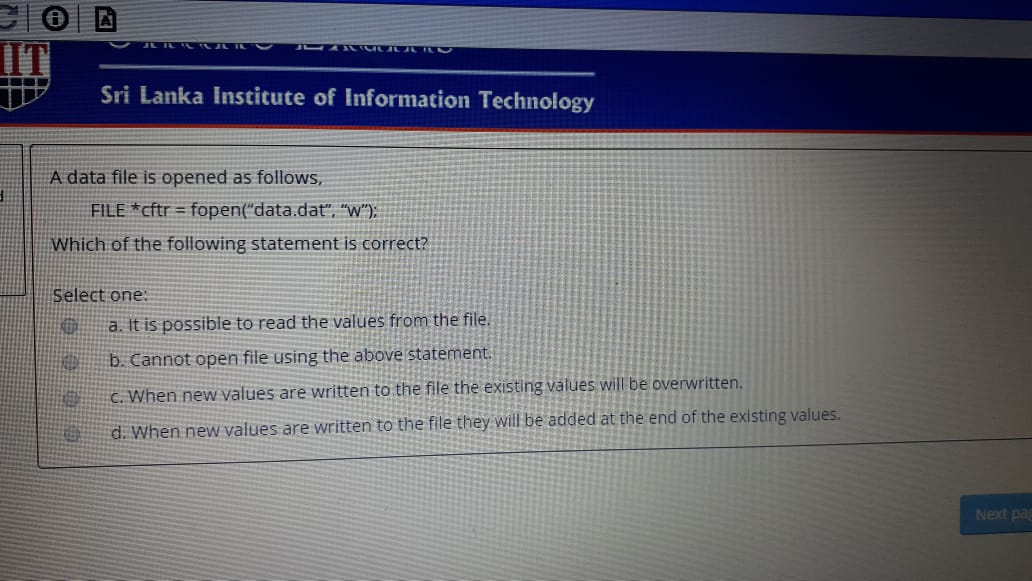 IIT
Sri Lanka Institute of Information Technology
A data file is opened as follows,
FILE *cftr = fopen("data.dat", "w");
Which of the following statement is correct?
Select one:
a. It is possible to read the values from the file.
b. Cannot open file using the above statement.
c. When new values are written to the file the existing values will be overwritten.
d. When new values are written to the file they will be added at the end of the existing values.
Next